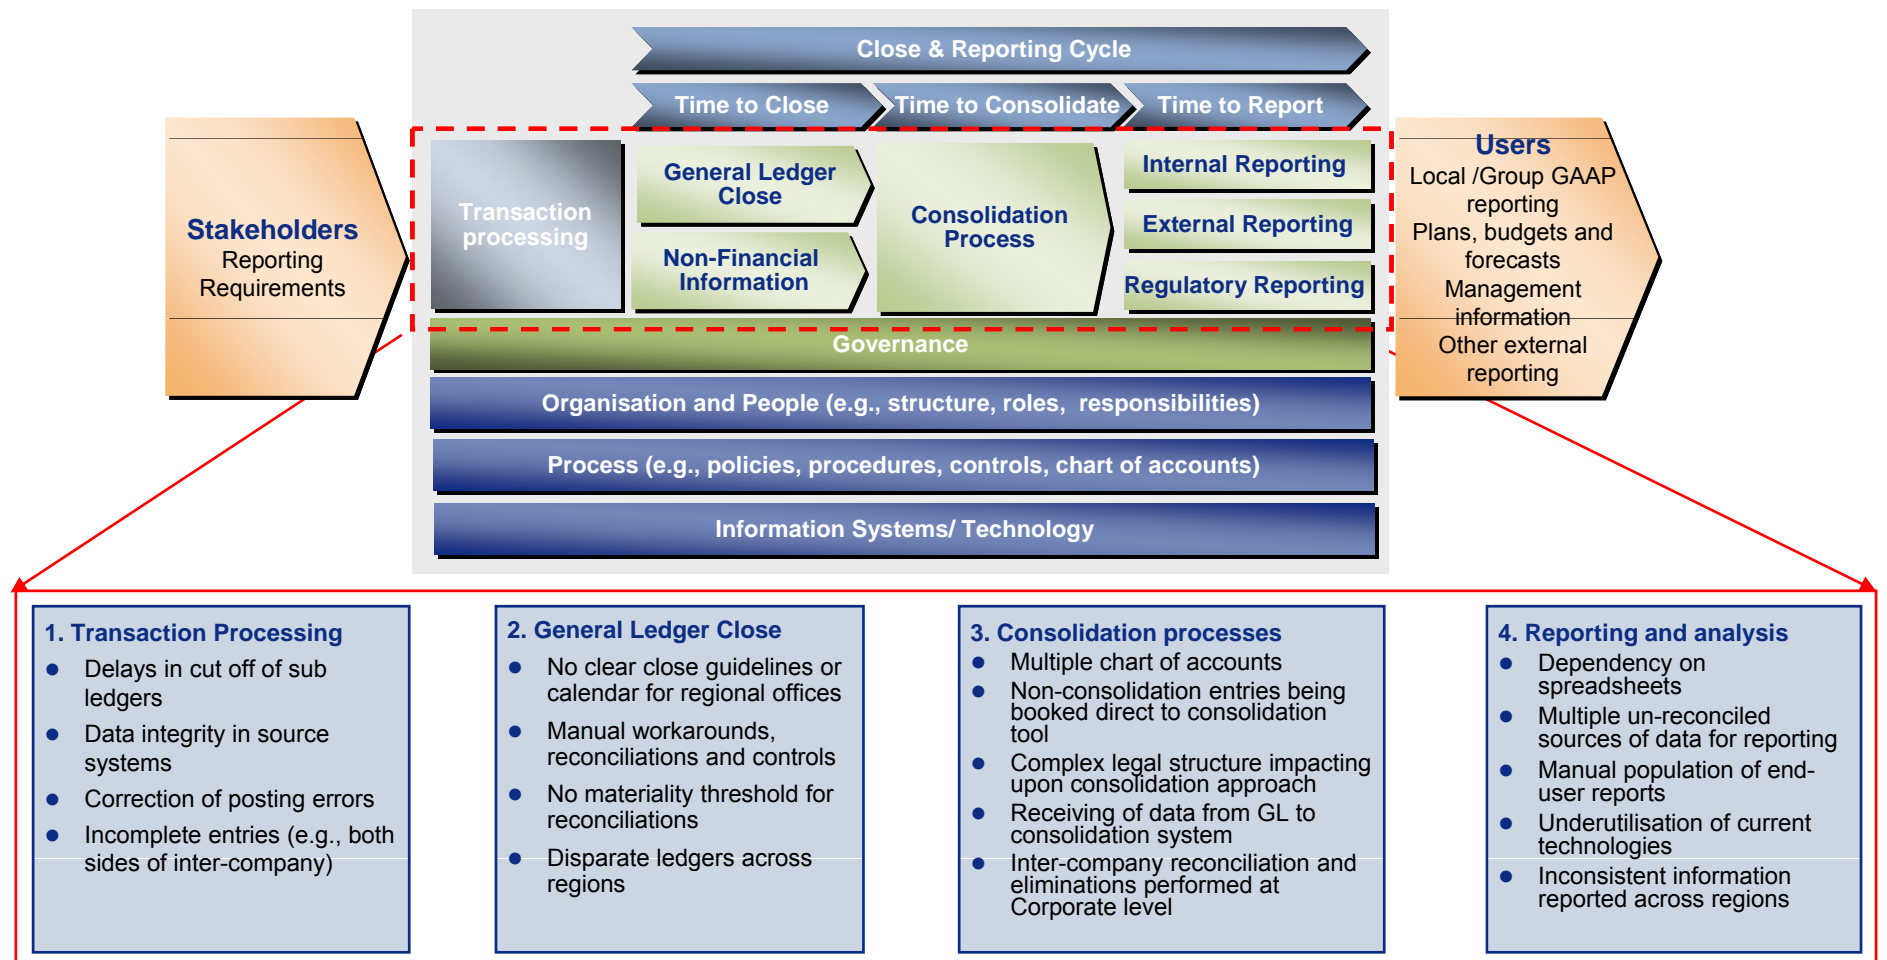 Close & Reporting Cycle
Time to Close
Time to Consolidate
Time to Report
Stakeholders
Reporting
Requirements
Transaction
processing
General Ledger
Close
Non-Financial
Information
Consolidation
Process
Internal Reporting
External Reporting
Regulatory Reporting
Users
Local /Group GAAP
reporting
Plans, budgets and
forecasts
Management
information
Other external
reporting
Governance
Organisation and People (e.g., structure, roles,  responsibilities)
Process (e.g., policies, procedures, controls, chart of accounts)
Information Systems/ Technology
1. Transaction Processing
● Delays in cut off of sub
ledgers
● Data integrity in source
systems
● Correction of posting errors
● Incomplete entries (e.g., both
sides of inter-company)
2. General Ledger Close
● No clear close guidelines or
calendar for regional offices
● Manual workarounds,
reconciliations and controls
● No materiality threshold for
reconciliations
● Disparate ledgers across
regions
3. Consolidation processes
● Multiple chart of accounts
● Non-consolidation entries being
booked direct to consolidation
tool
● Complex legal structure impacting
upon consolidation approach
● Receiving of data from GL to
consolidation system
● Inter-company reconciliation and
eliminations performed at
Corporate level
4. Reporting and analysis
● Dependency on
spreadsheets
● Multiple un-reconciled
sources of data for reporting
● Manual population of end-
user reports
● Underutilisation of current
technologies
● Inconsistent information
reported across regions